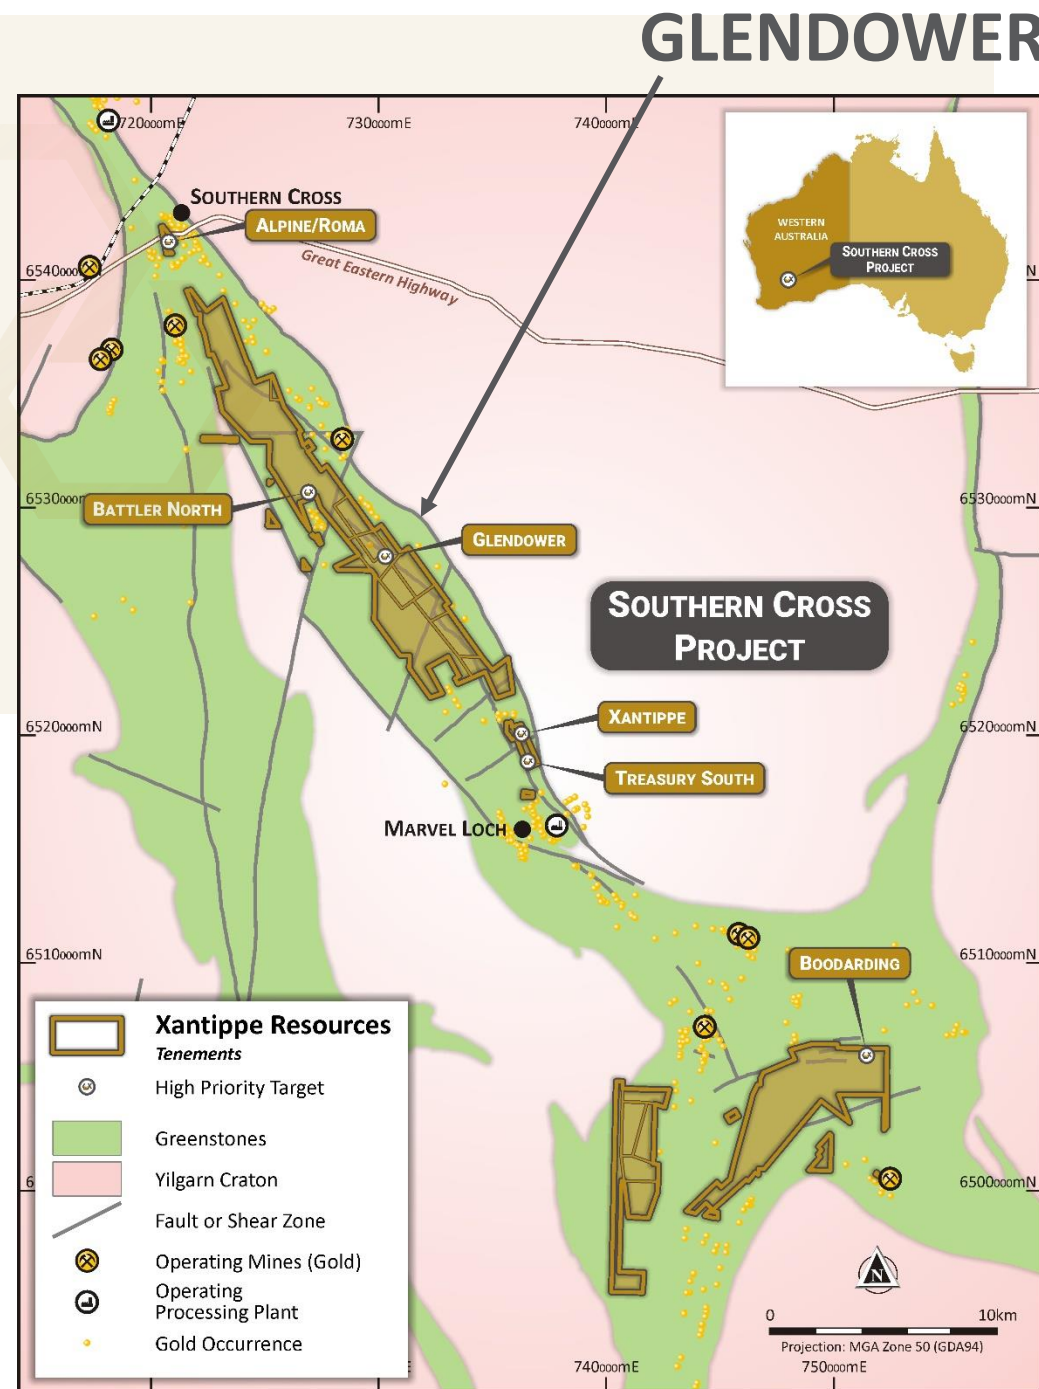 GLENDOWER
720000mE
730000mE
740000mE
SOUTHERN CROSS
ALPINE/ROMA
Great Eastern Highway
WESTERN
AUSTRALIA
SOUTHERN CROSS
PROJECT
6540000
N
BATTLER NORTH
6530000
6530000mN
GLENDOWER
SOUTHERN CROSS
PROJECT
XANTIPPE
6520000mN
6520000mN
TREASURY SOUTH
MARVEL LOCH
6510000mN
BOODARDING
6510000mN
Xantippe Resources
Tenements
High Priority Target
Greenstones
Yilgarn Craton
6
6500000mN
Fault or Shear Zone
Operating Mines (Gold)
Operating
Processing Plant
Gold Occurrence
N
0 10km
Projection: MGA Zone 50 (GDA94)
740000mE
750000mE